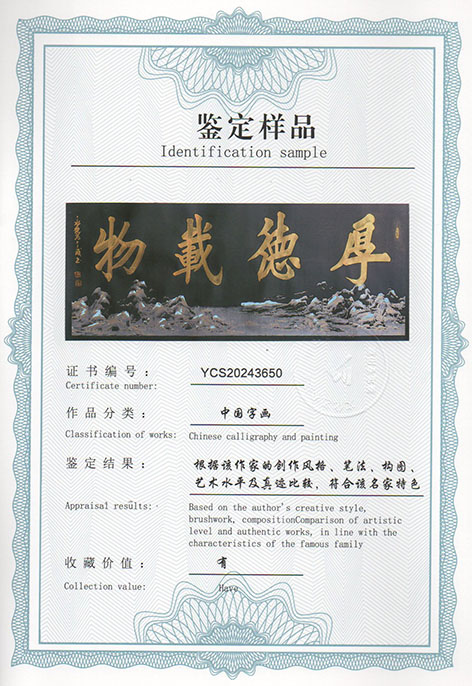 鉴定样品
Identification sample
厚德載物
证书编号：
YCS20243650
Certificate number:
作品分类：
中国字画
Classification of works:
Chinese calligraphy and painting
鉴定结果：
根据该作家的创作风格、笔法、构图、
艺术水平及真迹比较，符合该名家特色
Appraisal results:
Based on the author's creative style,
brushwork, compositionComparison of artistic
level and authentic works, in line with the
characteristics of the famous family
收藏价值：
有
Collection value:
Have